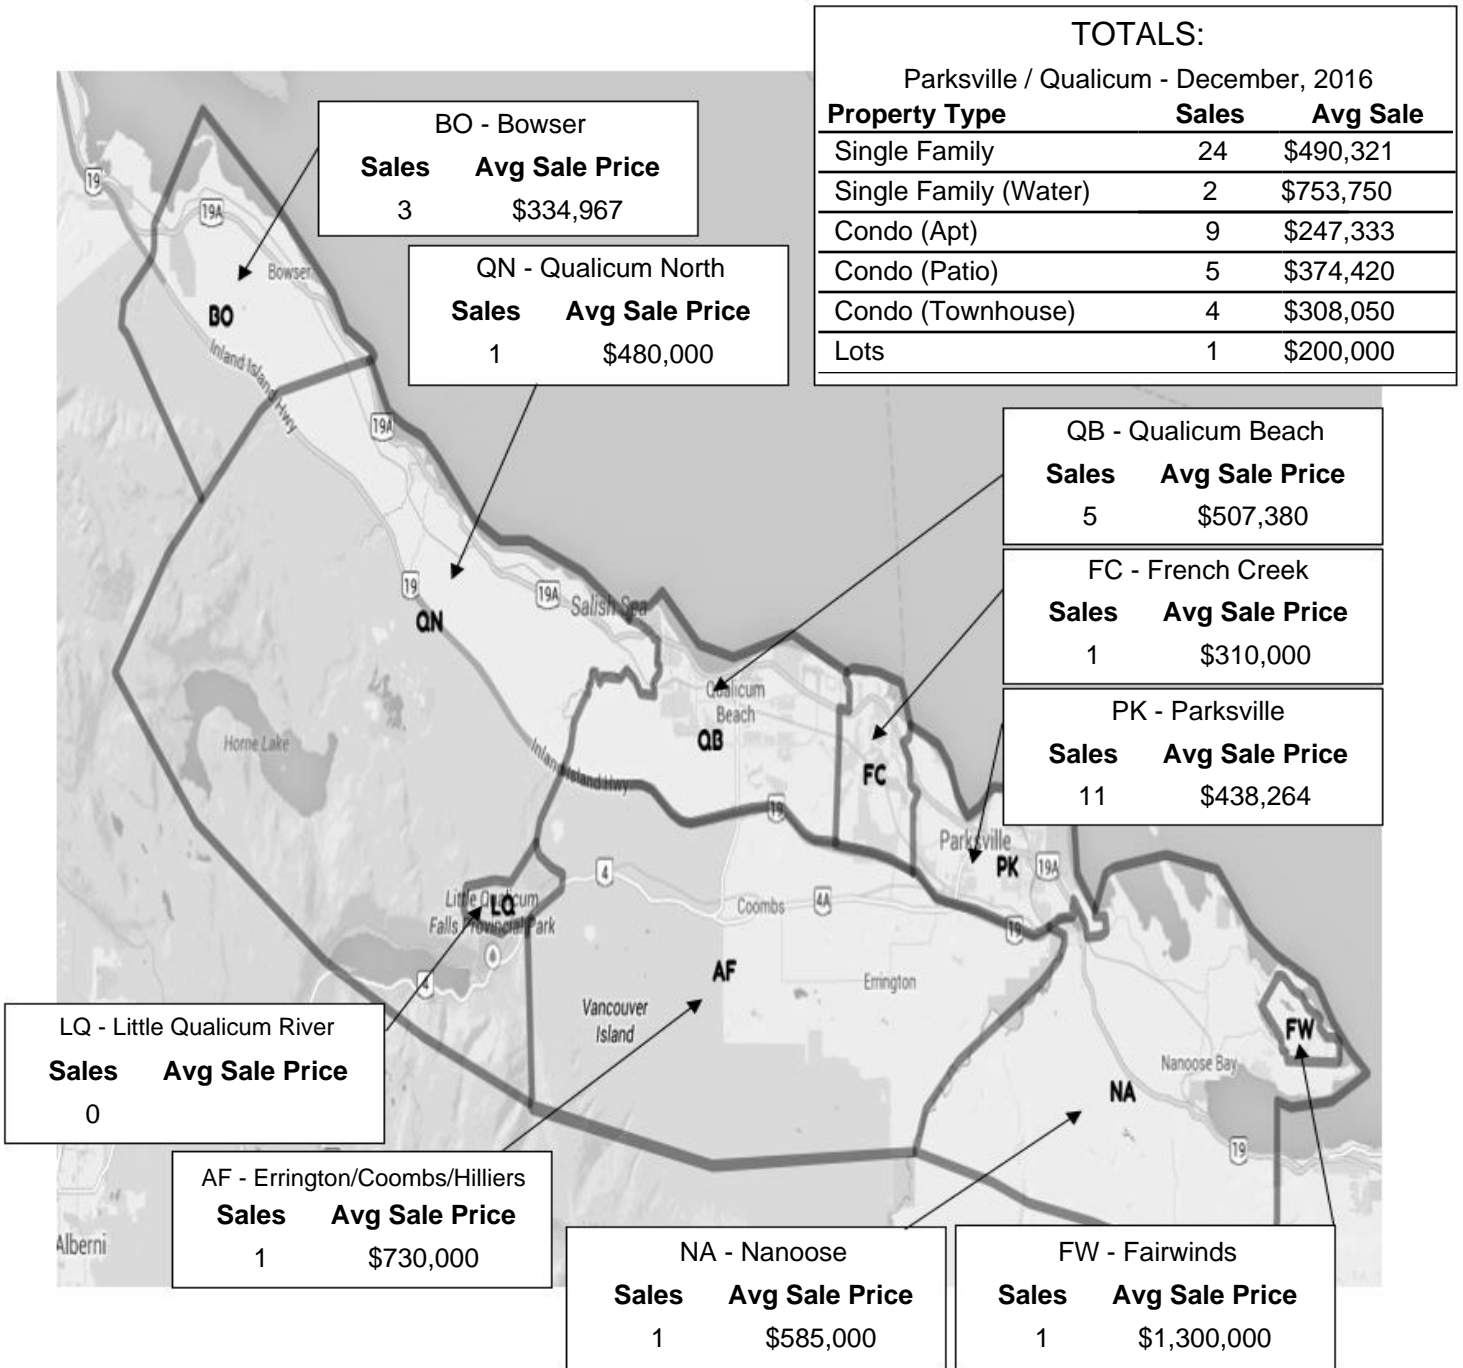 TOTALS:
Parksville / Qualicum - December, 2016
Property Type Sales Avg Sale
Single Family 24 $490,321
Single Family (Water) 2 $753,750
Condo (Apt) 9 $247,333
Condo (Patio) 5 $374,420
Condo (Townhouse) 4 $308,050
Lots 1 $200,000
BO - Bowser
Sales Avg Sale Price
3 $334,967
QN - Qualicum North
Sales Avg Sale Price
1 $480,000
QB - Qualicum Beach
Sales Avg Sale Price
5 $507,380
FC - French Creek
Sales Avg Sale Price
1 $310,000
PK - Parksville
Sales Avg Sale Price
11 $438,264
LQ - Little Qualicum River
Sales Avg Sale Price
0
AF - Errington/Coombs/Hilliers
Sales Avg Sale Price
1 $730,000
NA - Nanoose
Sales Avg Sale Price
1 $585,000
FW - Fairwinds
Sales Avg Sale Price
1 $1,300,000
19
19A
Bowser
BO
Inland Island Hwy
19A
19
19A
Salish Sea
QN
Qualicum
Beach
QB
Horne Lake
Inland Island Hwy
FC
19
Parksville
PK
19A
4
Little Qualicum
Falls Provincial Park
LQ
Coombs
4A
19
4
AF
Errington
Vancouver
Island
FW
Nanoose Bay
NA
19
Alberni